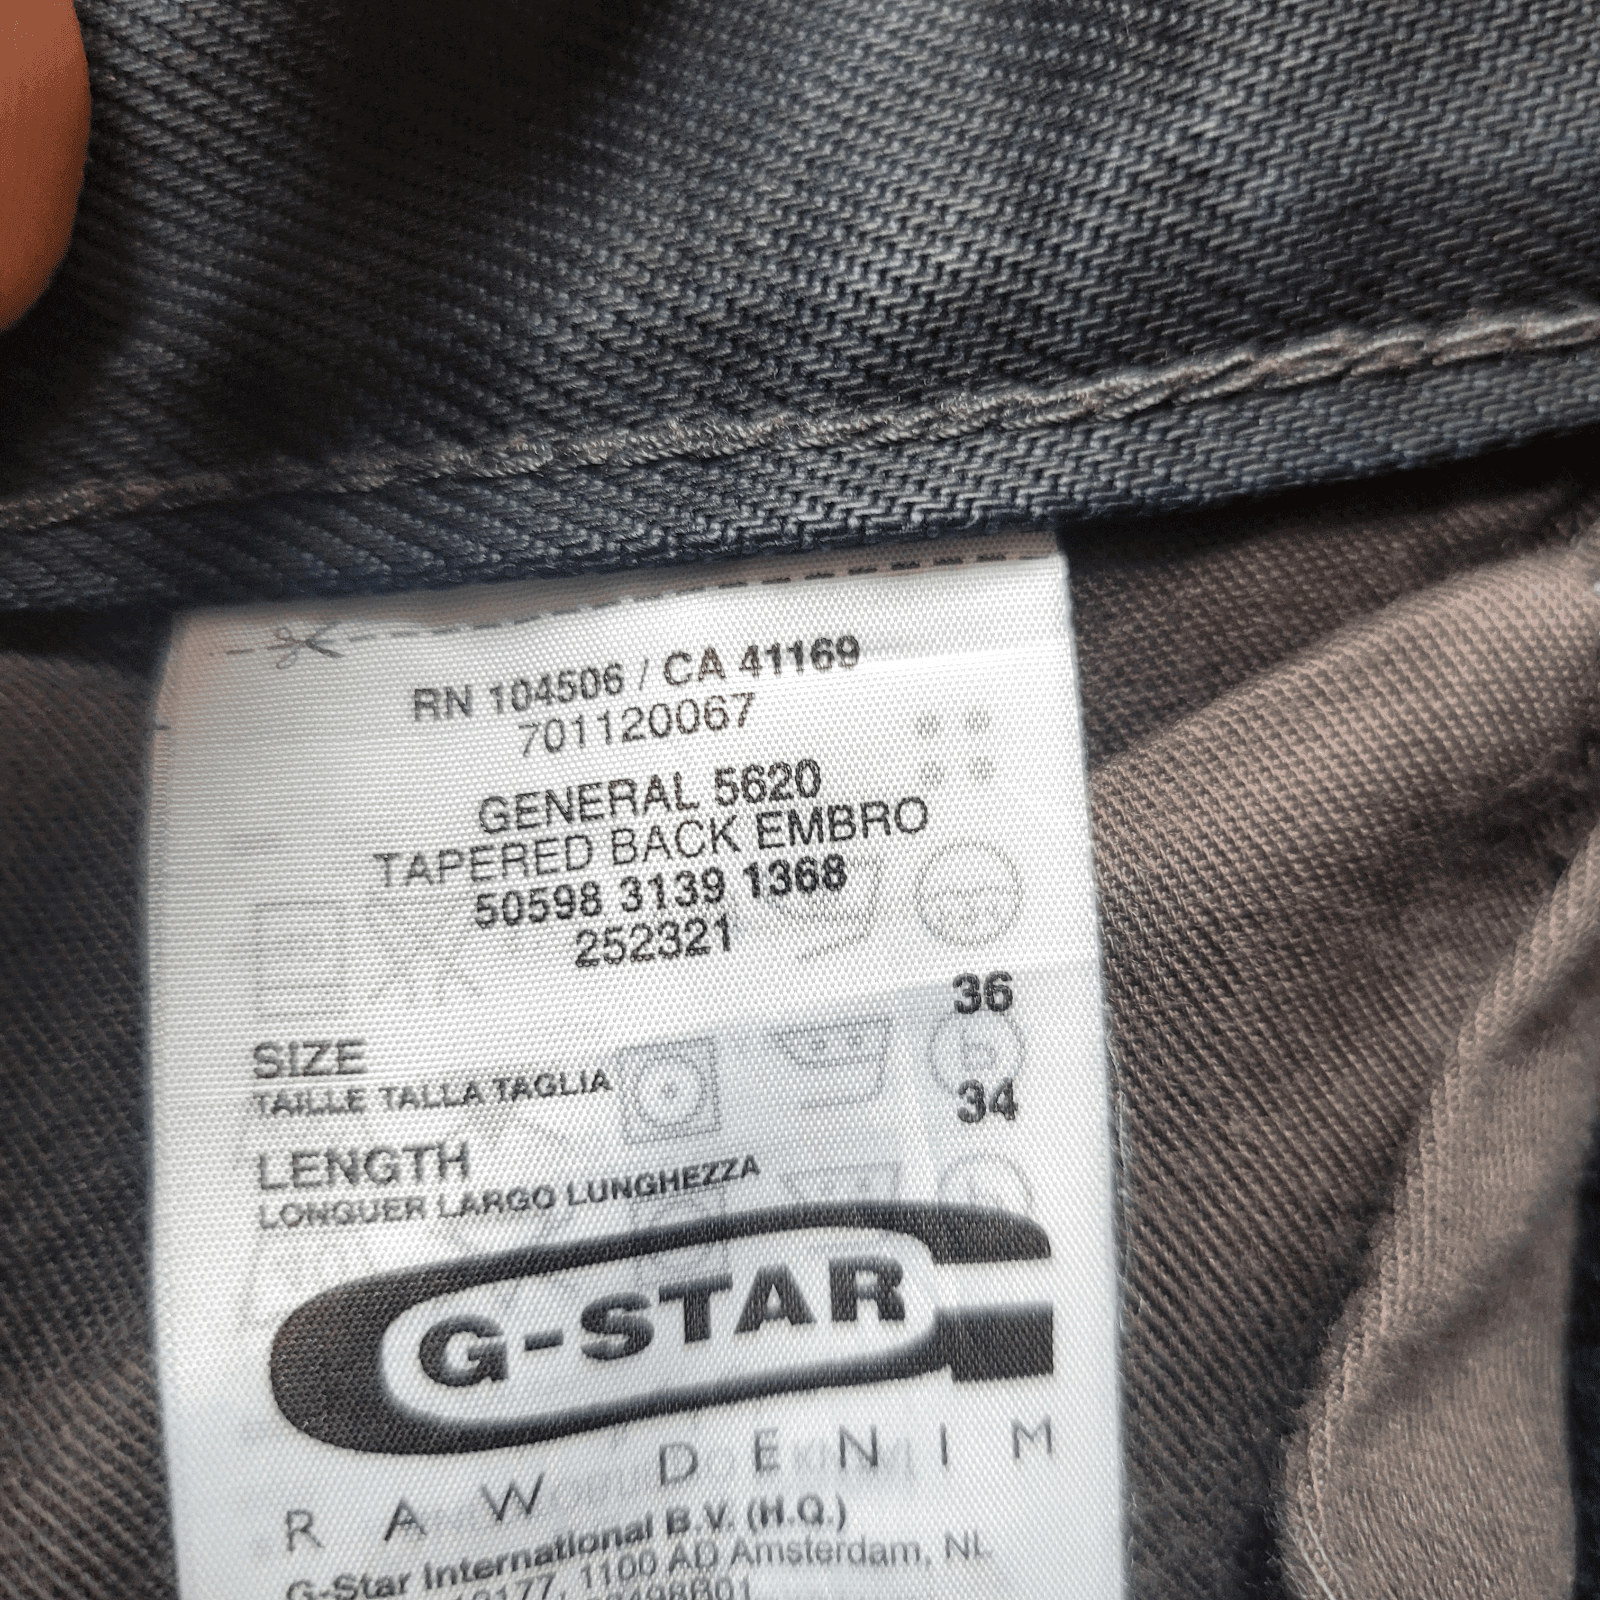 RN 104506 / CA 41169
701120067
GENERAL 5620
TAPERED BACK EMBRO
50598 3139 1368
252321
36
SIZE
TAILLE TALLA TAGLIA
34
LENGTH
LONGUER LARGO LUNGHEZZA
G-STAR
RAW DENIM
G-Star International B.V. (H.Q.)
1100 AD Amsterdam, NL